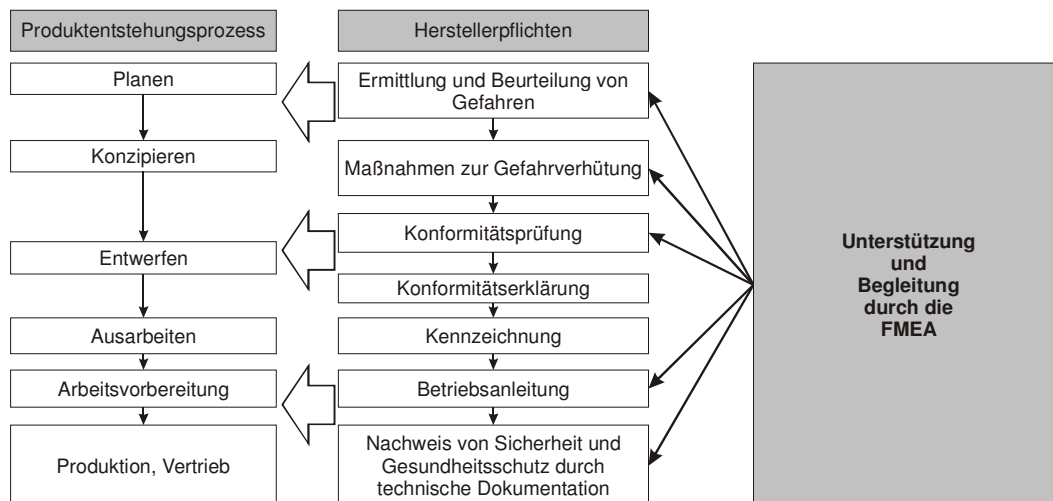 Produktentstehungsprozess
Planen
Konzipieren
Entwerfen
Ausarbeiten
Arbeitsvorbereitung
Produktion, Vertrieb
Herstellerpflichten
Ermittlung und Beurteilung von
Gefahren
Maßnahmen zur Gefahrverhütung
Konformitätsprüfung
Konformitätserklärung
Kennzeichnung
Betriebsanleitung
Nachweis von Sicherheit und
Gesundheitsschutz durch
technische Dokumentation
Unterstützung
und
Begleitung
durch die
FMEA